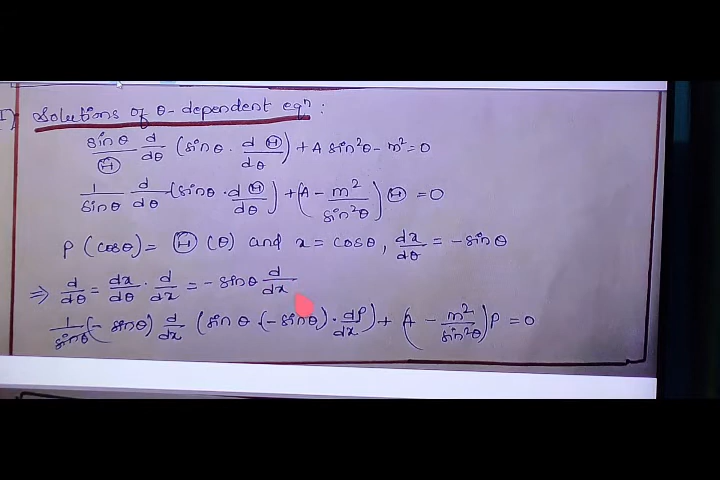 I) Solutions of θ-dependent eqⁿ :
sinθ/Θ d/dθ (sinθ · dΘ/dθ) + A sin²θ - m² = 0
1/sinθ d/dθ (sinθ · dΘ/dθ) + (A - m²/sin²θ) Θ = 0
P (cosθ) = Θ (θ) and x = cosθ, dx/dθ = - sinθ
⇒ d/dθ = dx/dθ · d/dx = - sinθ d/dx
1/sinθ (- sinθ) d/dx (sinθ · (- sinθ) · dP/dx) + (A - m²/sin²θ) P = 0